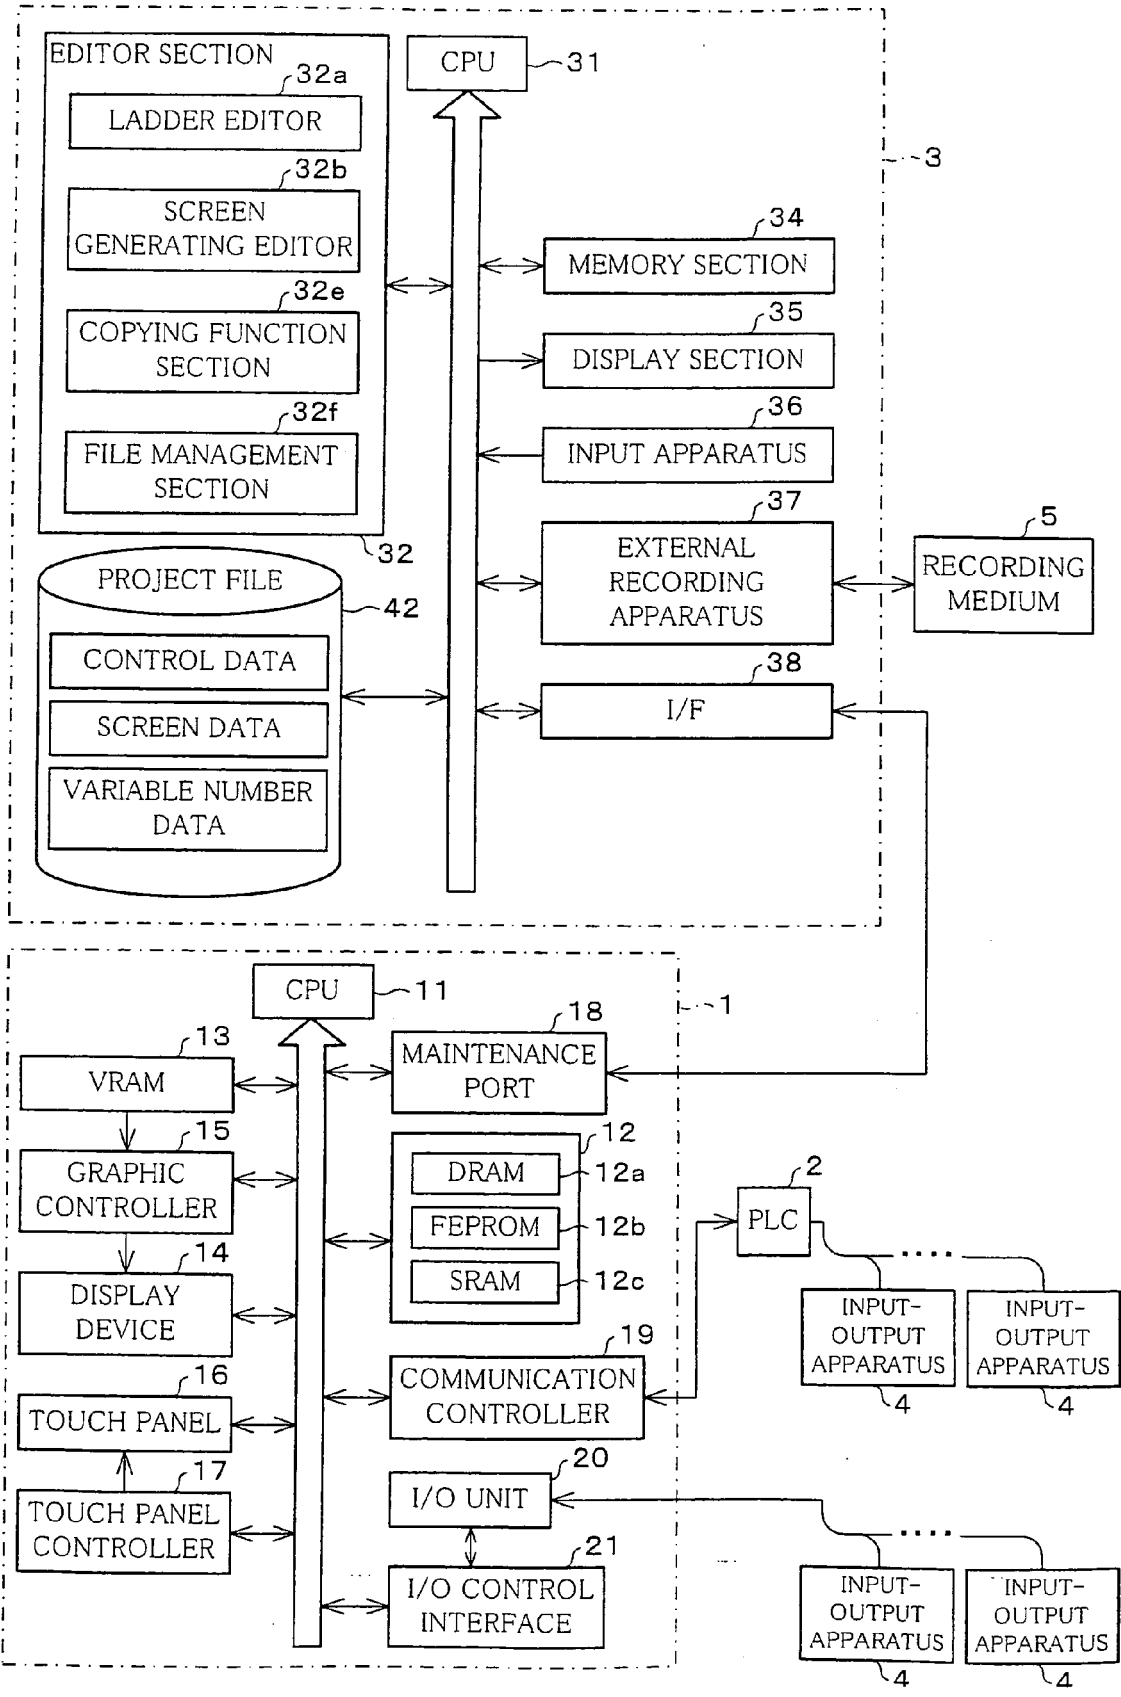 EDITOR SECTION
32a
LADDER EDITOR
32b
SCREEN
GENERATING EDITOR
32e
COPYING FUNCTION
SECTION
32f
FILE MANAGEMENT
SECTION
32
CPU
31
3
34
MEMORY SECTION
35
DISPLAY SECTION
36
INPUT APPARATUS
37
EXTERNAL
RECORDING
APPARATUS
5
RECORDING
MEDIUM
38
I/F
PROJECT FILE
42
CONTROL DATA
SCREEN DATA
VARIABLE NUMBER
DATA
CPU
11
1
13
VRAM
15
GRAPHIC
CONTROLLER
14
DISPLAY
DEVICE
16
TOUCH PANEL
17
TOUCH PANEL
CONTROLLER
18
MAINTENANCE
PORT
12
DRAM
12a
FEPROM
12b
SRAM
12c
19
COMMUNICATION
CONTROLLER
20
I/O UNIT
21
I/O CONTROL
INTERFACE
2
PLC
INPUT-
OUTPUT
APPARATUS
4
INPUT-
OUTPUT
APPARATUS
4
INPUT-
OUTPUT
APPARATUS
4
INPUT-
OUTPUT
APPARATUS
4